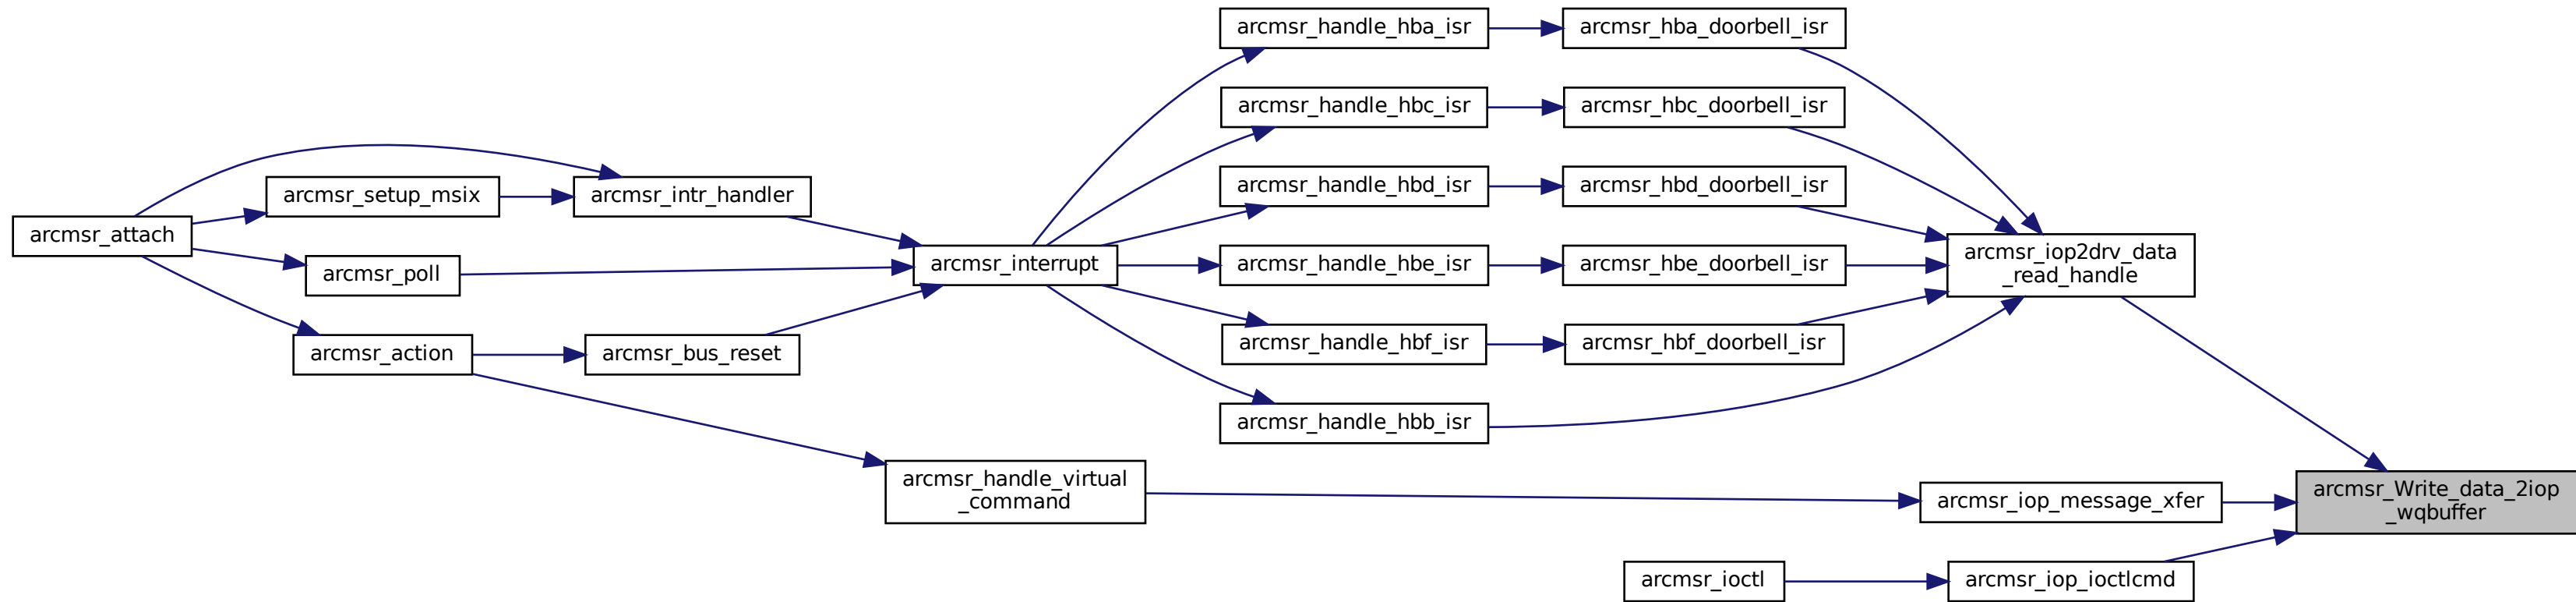 arcmsr_attach
arcmsr_setup_msix
arcmsr_poll
arcmsr_action
arcmsr_intr_handler
arcmsr_bus_reset
arcmsr_interrupt
arcmsr_handle_virtual
_command
arcmsr_handle_hba_isr
arcmsr_handle_hbc_isr
arcmsr_handle_hbd_isr
arcmsr_handle_hbe_isr
arcmsr_handle_hbf_isr
arcmsr_handle_hbb_isr
arcmsr_hba_doorbell_isr
arcmsr_hbc_doorbell_isr
arcmsr_hbd_doorbell_isr
arcmsr_hbe_doorbell_isr
arcmsr_hbf_doorbell_isr
arcmsr_ioctl
arcmsr_iop2drv_data
_read_handle
arcmsr_iop_message_xfer
arcmsr_iop_ioctlcmd
arcmsr_Write_data_2iop
_wqbuffer